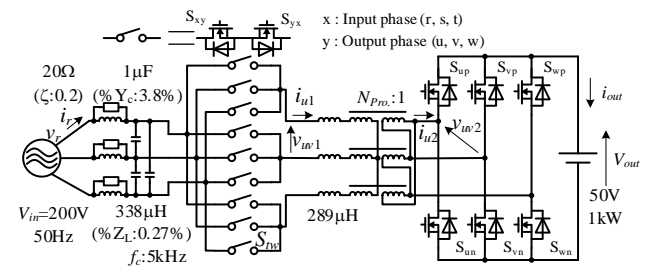 Sxy Syx x : Input phase (r, s, t)
y : Output phase (u, v, w)
20Ω 1μF
(ζ:0.2) (%Yc:3.8%)
ir
vr
iu1 NPro.:1 iu2
vuv1 vuv2
Sup Svp Swp
iout
Vout
50V
1kW
Vin=200V
50Hz
338μH
(%ZL:0.27%)
fc:5kHz
Stw
289μH
Sun Svn Swn